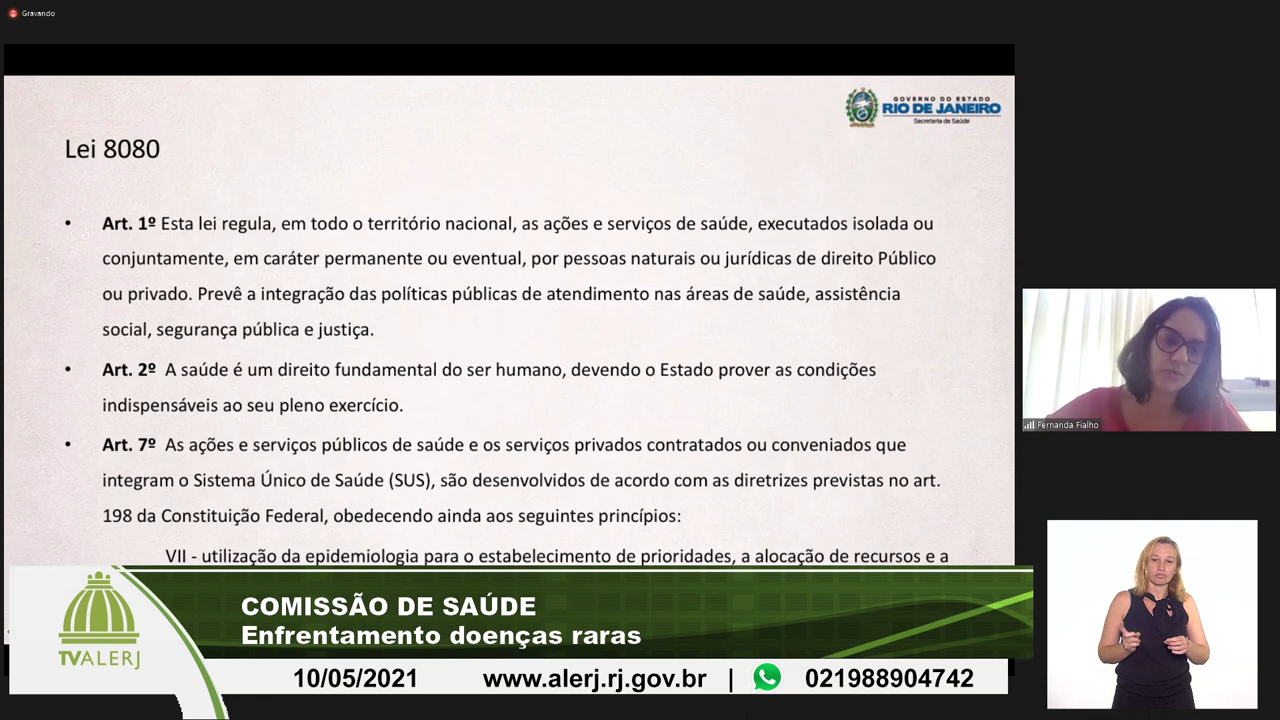 Gravando
GOVERNO DO ESTADO
RIO DE JANEIRO
Secretaria de Saúde
Lei 8080
• Art. 1º Esta lei regula, em todo o território nacional, as ações e serviços de saúde, executados isolada ou
conjuntamente, em caráter permanente ou eventual, por pessoas naturais ou jurídicas de direito Público
ou privado. Prevê a integração das políticas públicas de atendimento nas áreas de saúde, assistência
social, segurança pública e justiça.
• Art. 2º A saúde é um direito fundamental do ser humano, devendo o Estado prover as condições
indispensáveis ao seu pleno exercício.
• Art. 7º As ações e serviços públicos de saúde e os serviços privados contratados ou conveniados que
integram o Sistema Único de Saúde (SUS), são desenvolvidos de acordo com as diretrizes previstas no art.
198 da Constituição Federal, obedecendo ainda aos seguintes princípios:
VII - utilização da epidemiologia para o estabelecimento de prioridades, a alocação de recursos e a
Fernanda Fialho
TVALERJ
COMISSÃO DE SAÚDE
Enfrentamento doenças raras
10/05/2021 www.alerj.rj.gov.br | 021988904742